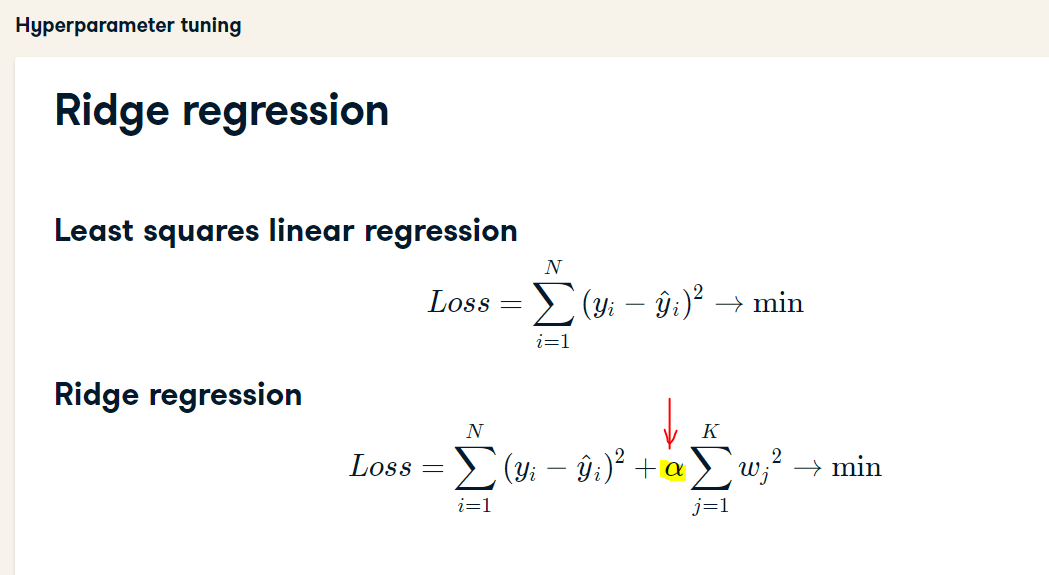 Hyperparameter tuning
Ridge regression
Least squares linear regression
$Loss = \sum_{i=1}^{N} (y_i - \hat{y}_i)^2 \rightarrow \min$
Ridge regression
$Loss = \sum_{i=1}^{N} (y_i - \hat{y}_i)^2 + \alpha \sum_{j=1}^{K} {w_j}^2 \rightarrow \min$